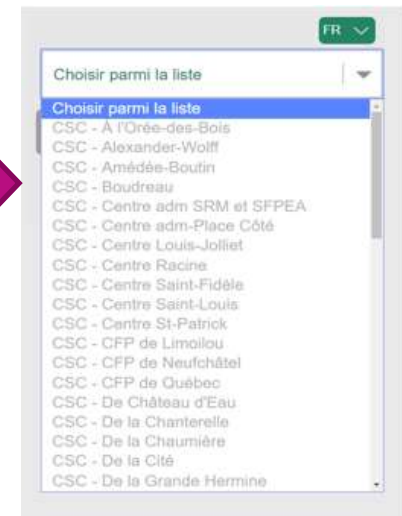 FR
Choisir parmi la liste
Choisir parmi la liste
CSC - À l'Orée-des-Bois
CSC - Alexander-Wolff
CSC - Amédée-Boutin
CSC - Boudreau
CSC - Centre adm SRM et SFPEA
CSC - Centre adm-Place Côté
CSC - Centre Louis-Jolliet
CSC - Centre Racine
CSC - Centre Saint-Fidèle
CSC - Centre Saint-Louis
CSC - Centre St-Patrick
CSC - CFP de Limoilou
CSC - CFP de Neufchâtel
CSC - CFP de Québec
CSC - De Château d'Eau
CSC - De la Chanterelle
CSC - De la Chaumière
CSC - De la Cité
CSC - De la Grande Hermine